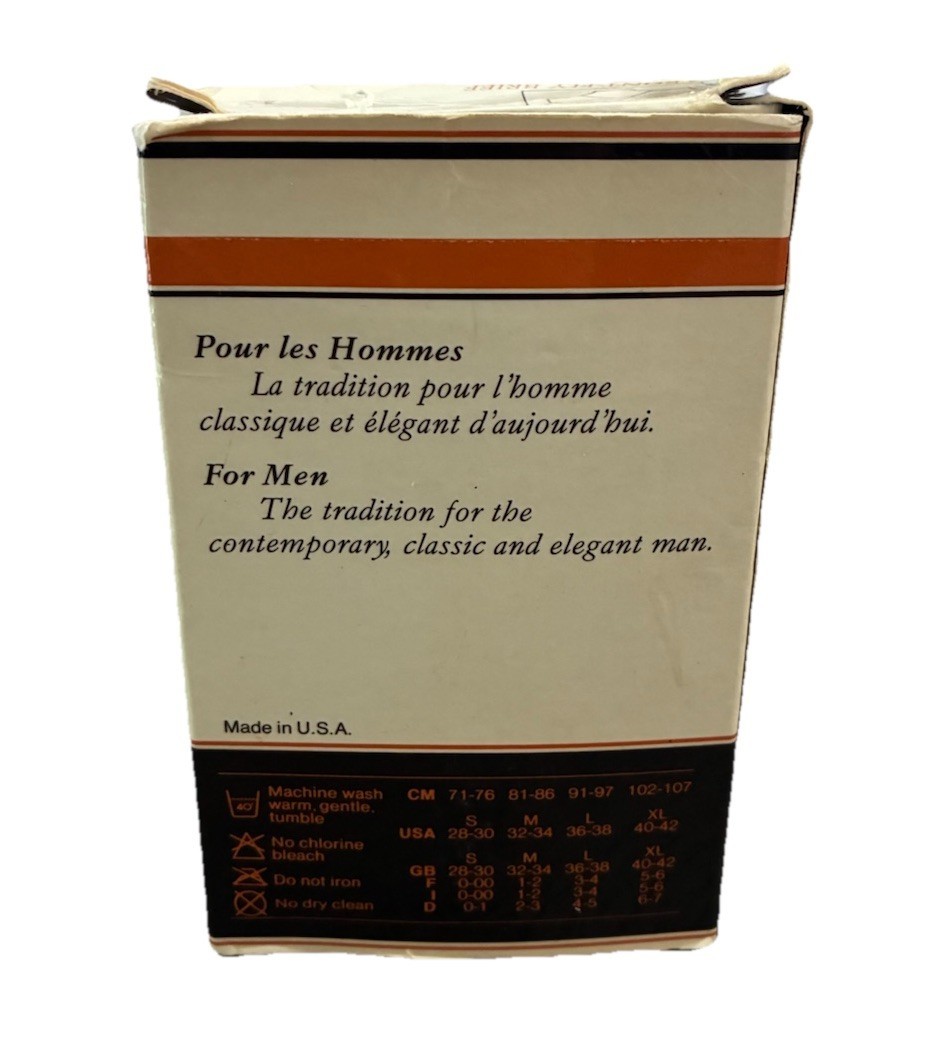 Pour les Hommes
La tradition pour l'homme
classique et élégant d'aujourd'hui.
For Men
The tradition for the
contemporary, classic and elegant man.
Made in U.S.A.
40°
Machine wash
warm, gentle,
tumble
No chlorine
bleach
Do not iron
No dry clean
CM 71-76 81-86 91-97 102-107
S M L XL
USA 28-30 32-34 36-38 40-42
S M L XL
GB 28-30 32-34 36-38 40-42
F 0-00 1-2 3-4 5-6
I 0-00 1-2 3-4 5-6
D 0-1 2-3 4-5 6-7